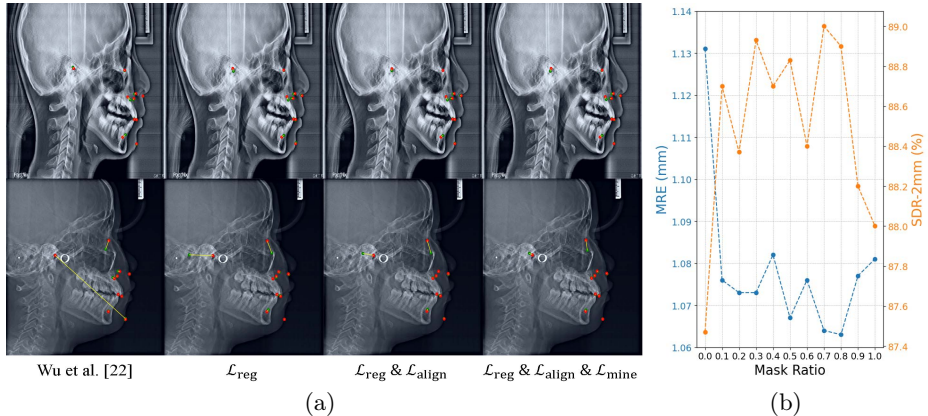 Wu et al. [22]
ℒreg
ℒreg & ℒalign
ℒreg & ℒalign & ℒmine
(a)
MRE (mm)
1.14
1.13
1.12
1.11
1.10
1.09
1.08
1.07
1.06
0.0 0.1 0.2 0.3 0.4 0.5 0.6 0.7 0.8 0.9 1.0
Mask Ratio
89.0
88.8
88.6
88.4
88.2
88.0
87.8
87.6
87.4
SDR-2mm (%)
(b)